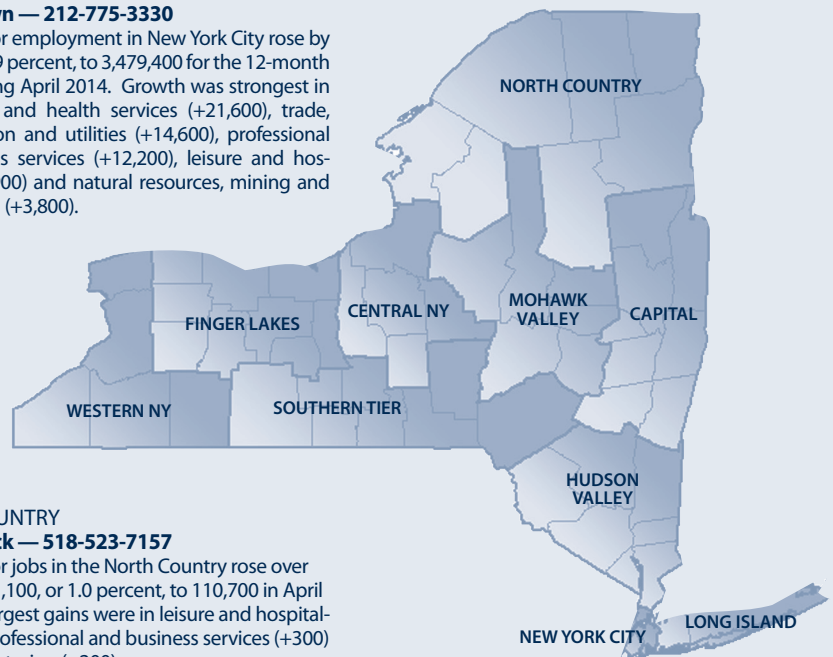 wn — 212-775-3330
or employment in New York City rose by
9 percent, to 3,479,400 for the 12-month
ng April 2014. Growth was strongest in
and health services (+21,600), trade,
on and utilities (+14,600), professional
s services (+12,200), leisure and hos-
00) and natural resources, mining and
(+3,800).
NORTH COUNTRY
FINGER LAKES
CENTRAL NY
MOHAWK
VALLEY
CAPITAL
WESTERN NY
SOUTHERN TIER
HUDSON
VALLEY
NEW YORK CITY
LONG ISLAND
UNTRY
ck — 518-523-7157
or jobs in the North Country rose over
,100, or 1.0 percent, to 110,700 in April
rgest gains were in leisure and hospital-
rofessional and business services (+300)